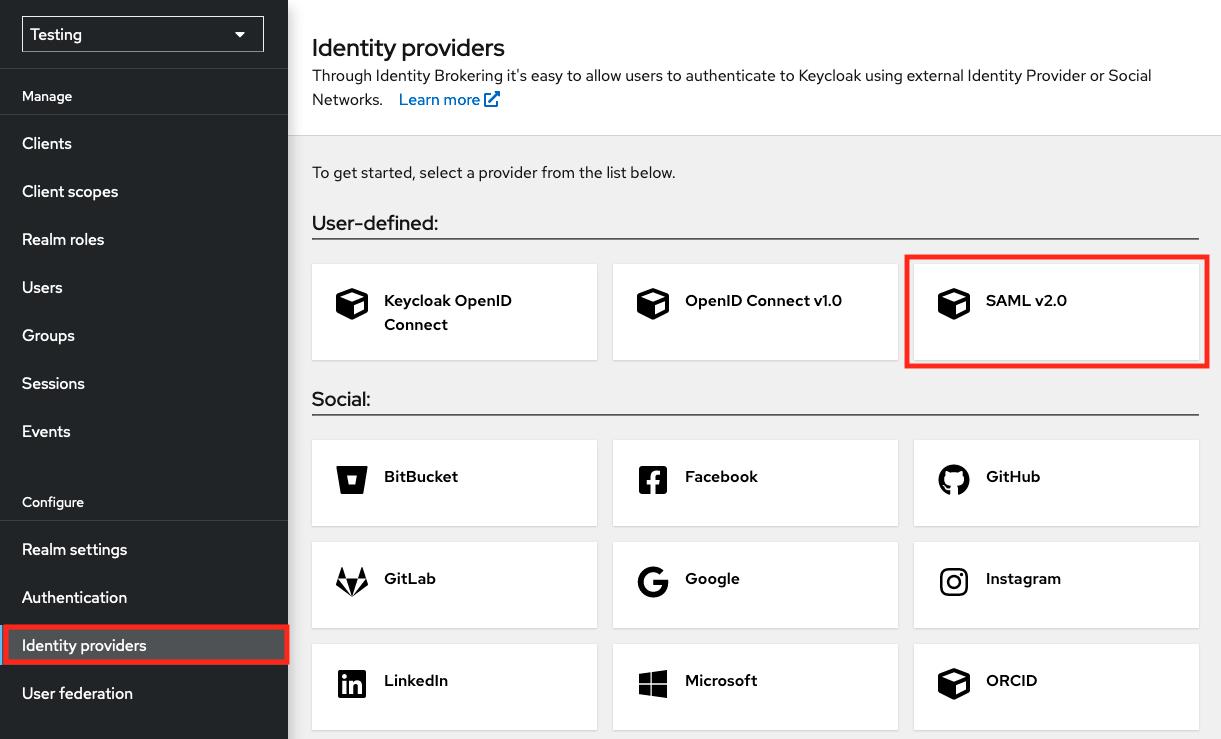 Testing
Manage
Clients
Client scopes
Realm roles
Users
Groups
Sessions
Events
Configure
Realm settings
Authentication
Identity providers
User federation
Identity providers
Through Identity Brokering it's easy to allow users to authenticate to Keycloak using external Identity Provider or Social
Networks. Learn more
To get started, select a provider from the list below.
User-defined:
Keycloak OpenID
Connect
OpenID Connect v1.0
SAML v2.0
Social:
BitBucket
Facebook
GitHub
GitLab
Google
Instagram
LinkedIn
Microsoft
ORCID